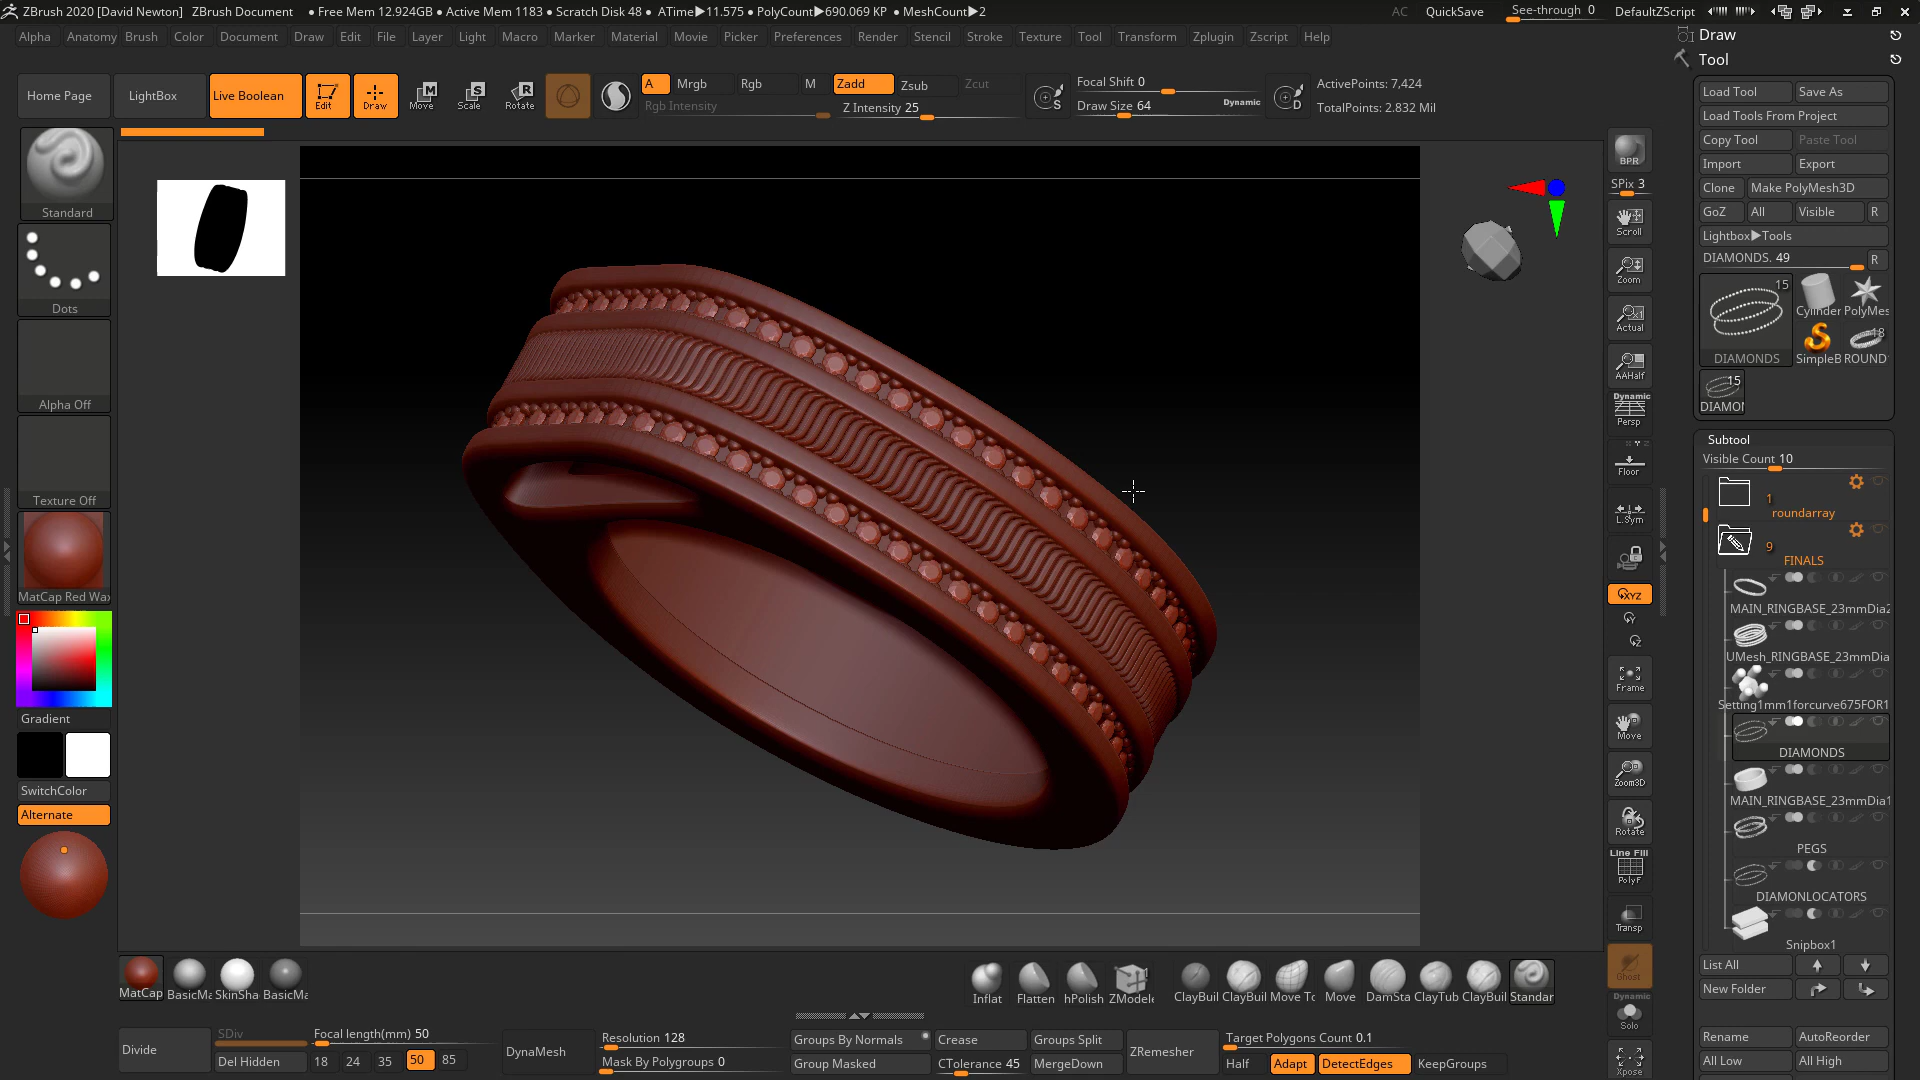 ZBrush 2020 [David Newton] ZBrush Document ● Free Mem 12.924GB ● Active Mem 1183 ● Scratch Disk 48 ● ATime▶11.575 ● PolyCount▶690.069 KP ● MeshCount▶2 AC QuickSave See-through 0 DefaultZScript
Alpha Anatomy Brush Color Document Draw Edit File Layer Light Macro Marker Material Movie Picker Preferences Render Stencil Stroke Texture Tool Transform Zplugin Zscript Help
Draw
Tool
Home Page LightBox Live Boolean Edit Draw Move Scale Rotate
A Mrgb Rgb M Zadd Zsub Zcut
Rgb Intensity Z Intensity 25
Focal Shift 0
Draw Size 64 Dynamic
ActivePoints: 7,424
TotalPoints: 2.832 Mil
Standard
Dots
Alpha Off
Texture Off
MatCap Red Wax
Gradient
SwitchColor
Alternate
BPR
SPix 3
Scroll
Zoom
Actual
AAHalf
Dynamic
Persp
Floor
L.Sym
XYZ
Frame
Move
Zoom3D
Rotate
Line Fill
PolyF
Transp
Ghost
Dynamic
Solo
Xpose
Load Tool Save As
Load Tools From Project
Copy Tool Paste Tool
Import Export
Clone Make PolyMesh3D
GoZ All Visible R
Lightbox▶Tools
DIAMONDS. 49 R
15
Cylinder PolyMes
18
DIAMONDS SimpleB ROUND
15
DIAMON
Subtool
Visible Count 10
1
roundarray
9
FINALS
MAIN_RINGBASE_23mmDia2
UMesh_RINGBASE_23mmDia
Setting1mm1forcurve675FOR1
DIAMONDS
MAIN_RINGBASE_23mmDia1
PEGS
DIAMONLOCATORS
Snipbox1
List All
New Folder
Rename AutoReorder
All Low All High
MatCap BasicMa SkinSha BasicMa
Inflat Flatten hPolish ZModele ClayBuil ClayBuil Move To Move DamSta ClayTub ClayBuil Standar
Divide
SDiv
Del Hidden
Focal length(mm) 50
18 24 35 50 85
DynaMesh
Resolution 128
Mask By Polygroups 0
Groups By Normals Crease Groups Split
Group Masked CTolerance 45 MergeDown
ZRemesher
Target Polygons Count 0.1
Half Adapt DetectEdges KeepGroups